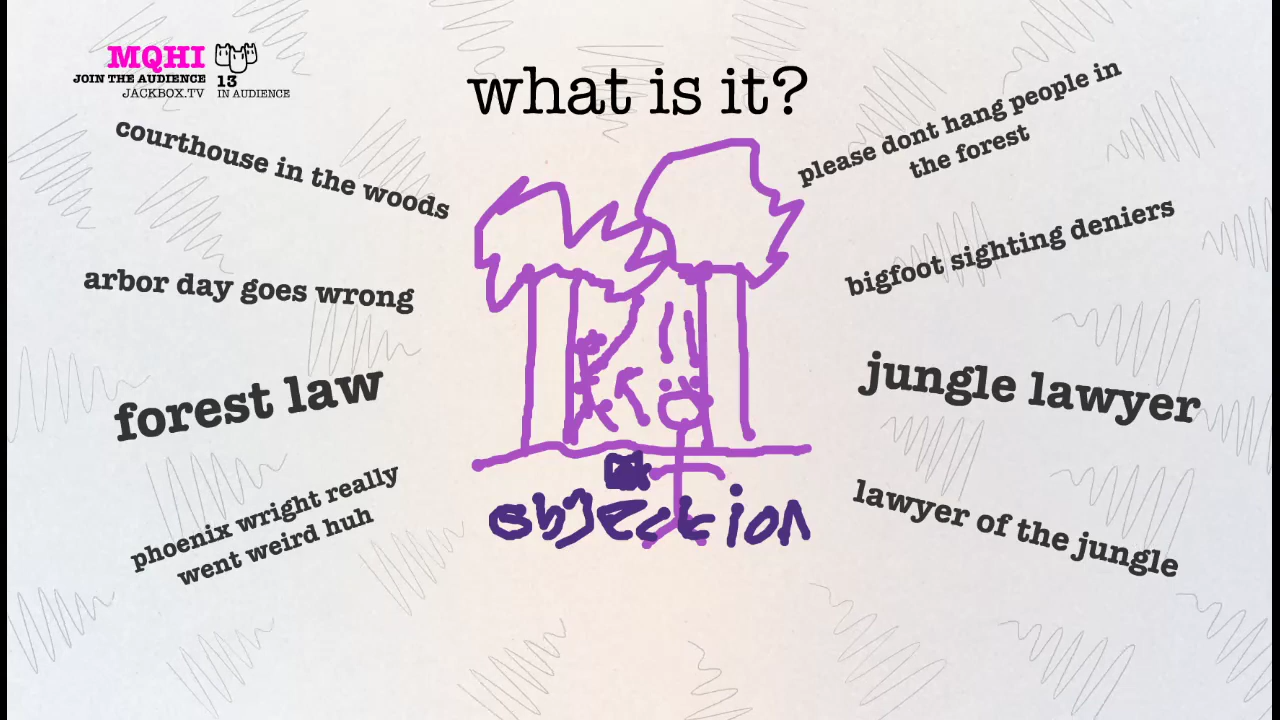 MQHI
JOIN THE AUDIENCE
JACKBOX.TV
13
IN AUDIENCE
what is it?
courthouse in the woods
arbor day goes wrong
forest law
phoenix wright really
went weird huh
please dont hang people in
the forest
bigfoot sighting deniers
jungle lawyer
lawyer of the jungle
objection